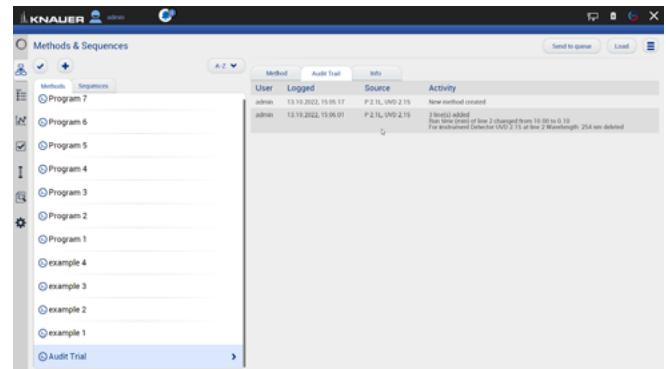 KNAUER admin
Methods & Sequences
Send to queue Load
A-Z
Methods Sequences
Method Audit Trail Info
Program 7
Program 6
Program 5
Program 4
Program 3
Program 2
Program 1
example 4
example 3
example 2
example 1
Audit Trial
User Logged Source Activity
admin 13.10.2022, 15:05:17 P 2.1L, UVD 2.1S New method created
admin 13.10.2022, 15:06:01 P 2.1L, UVD 2.1S 3 line(s) added
Run time (min) of line 3 changed from 10.00 to 0.10
For instrument Detector UVD 2.1S at line 2 Wavelength: 254 nm deleted